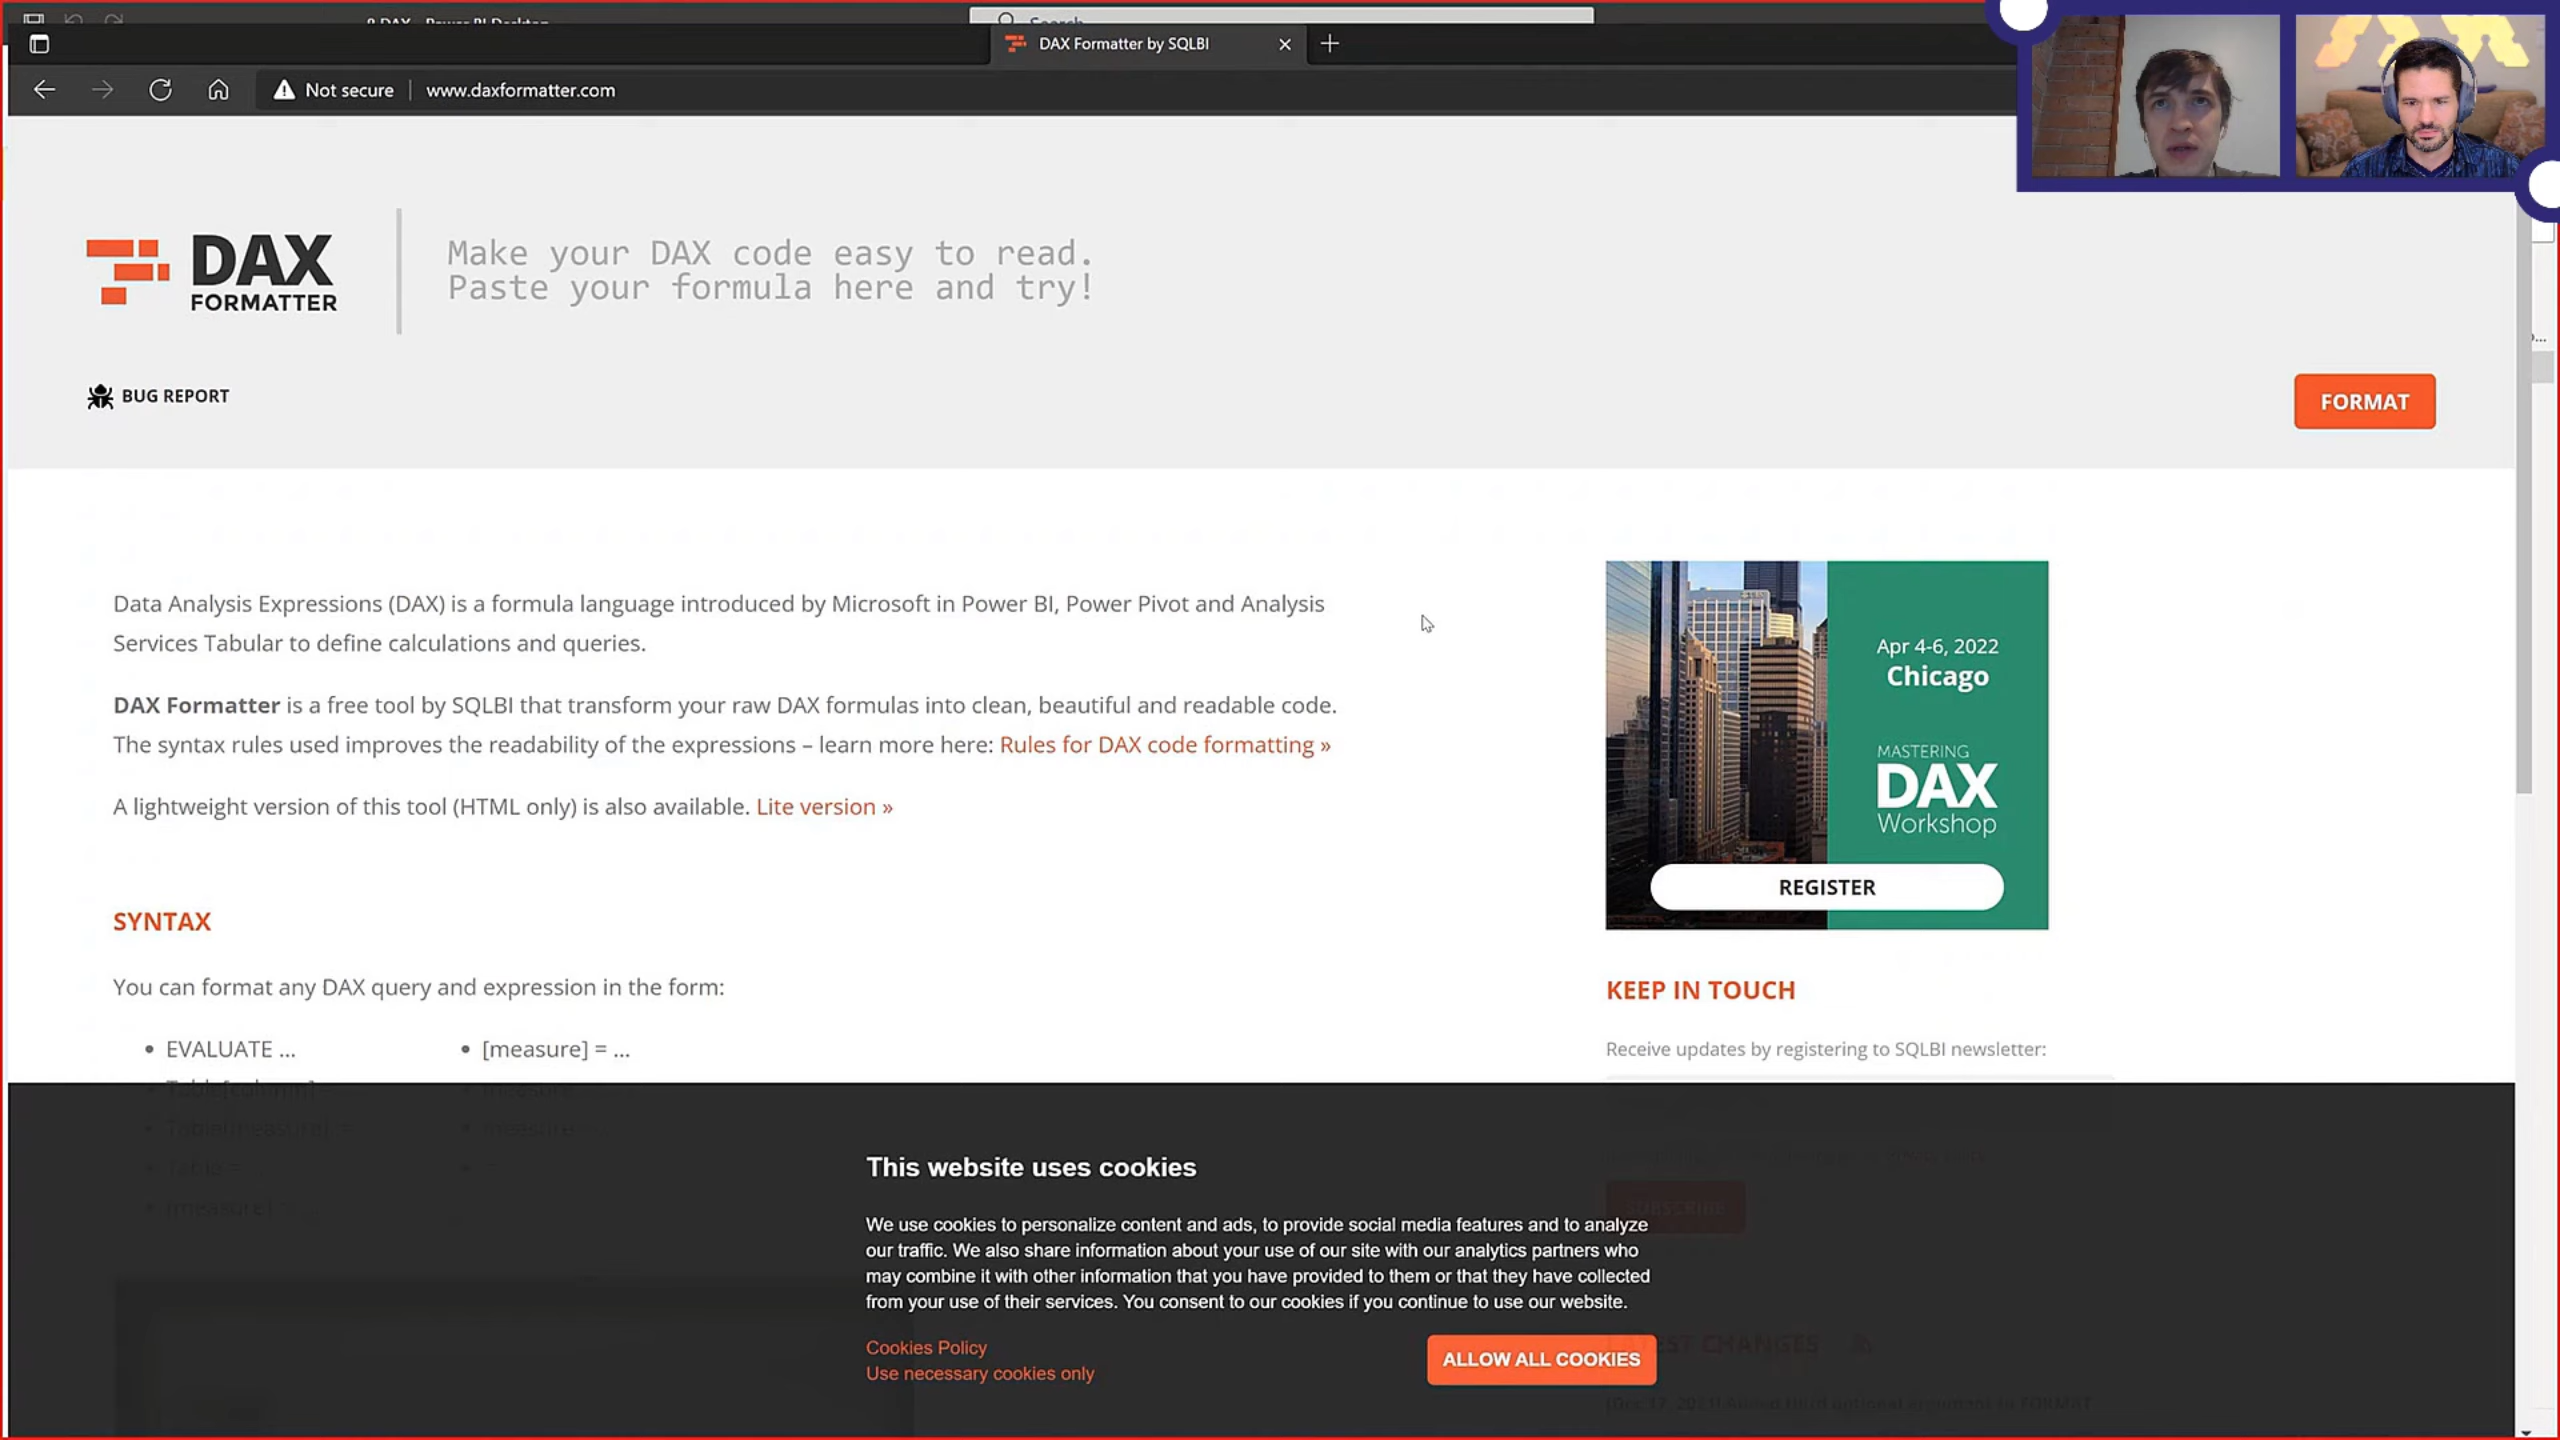 8 DAX - Power BI Desktop
Search
DAX Formatter by SQLBI
Not secure
www.daxformatter.com
DAX
FORMATTER
Make your DAX code easy to read.
Paste your formula here and try!
BUG REPORT
FORMAT
Data Analysis Expressions (DAX) is a formula language introduced by Microsoft in Power BI, Power Pivot and Analysis
Services Tabular to define calculations and queries.
DAX Formatter is a free tool by SQLBI that transform your raw DAX formulas into clean, beautiful and readable code.
The syntax rules used improves the readability of the expressions – learn more here: Rules for DAX code formatting »
A lightweight version of this tool (HTML only) is also available. Lite version »
Apr 4-6, 2022
Chicago
MASTERING
DAX
Workshop
REGISTER
SYNTAX
You can format any DAX query and expression in the form:
• EVALUATE ...
• [measure] = ...
KEEP IN TOUCH
Receive updates by registering to SQLBI newsletter:
SUBSCRIBE
This website uses cookies
We use cookies to personalize content and ads, to provide social media features and to analyze
our traffic. We also share information about your use of our site with our analytics partners who
may combine it with other information that you have provided to them or that they have collected
from your use of their services. You consent to our cookies if you continue to use our website.
Cookies Policy
Use necessary cookies only
ALLOW ALL COOKIES
LATEST CHANGES